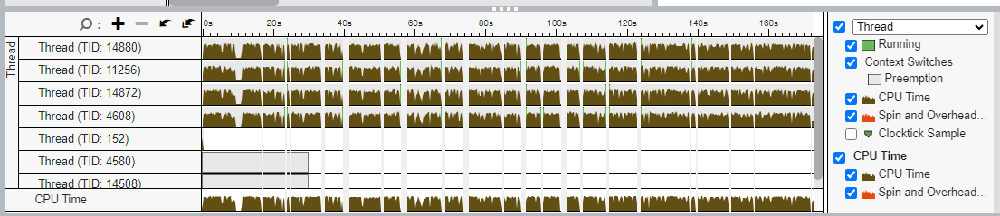 0s 20s 40s 60s 80s 100s 120s 140s 160s
Thread
Thread (TID: 14880)
Thread (TID: 11256)
Thread (TID: 14872)
Thread (TID: 4608)
Thread (TID: 152)
Thread (TID: 4580)
Thread (TID: 14508)
CPU Time
Thread
Running
Context Switches
Preemption
CPU Time
Spin and Overhead...
Clocktick Sample
CPU Time
CPU Time
Spin and Overhead...